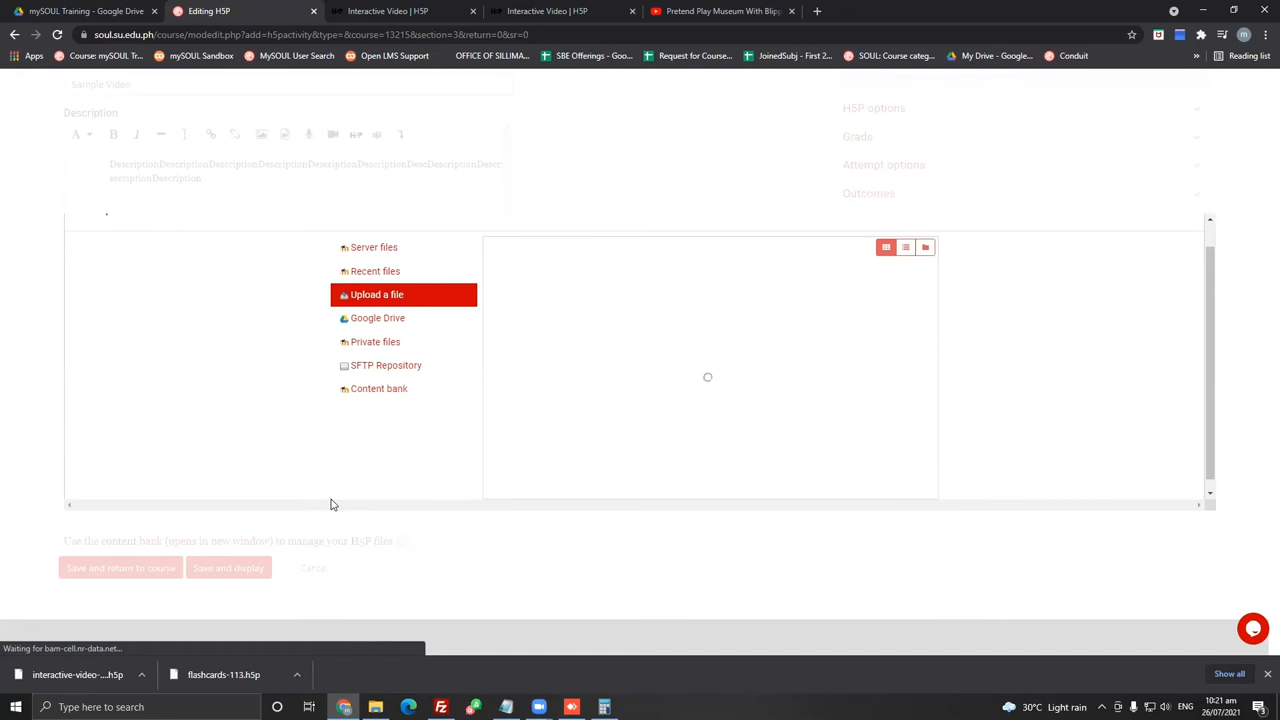 mySOUL Training - Google Drive
Editing H5P
Interactive Video | H5P
Interactive Video | H5P
Pretend Play Museum With Blipp
soul.su.edu.ph/course/modedit.php?add=h5pactivity&type=&course=13215&section=3&return=0&sr=0
Apps
(SOUL) mySOUL Tr...
mySOUL Sandbox
Open LMS Support
OFFICE OF SILLIMA...
SBE Offerings - Goo...
Request for Course...
JoinedSubj - First 2...
SOUL: Course categ...
My Drive - Google...
Conduit
»
Reading list
Sample Video
Description
H5P options
Grade
Attempt options
Outcomes
A
B
I
H-P
DescriptionDescriptionDescriptionDescriptionDescriptionDescriptionDescDescriptionDescr
escriptionDescription
Server files
Recent files
Upload a file
Google Drive
Private files
SFTP Repository
Content bank
Use the content bank (opens in new window) to manage your H5P files
Save and return to course
Save and display
Cancel
Waiting for bam-cell.nr-data.net...
interactive-video-....h5p
flashcards-113.h5p
Show all
Type here to search
30°C Light rain
ENG
10:21 am
26/07/2021